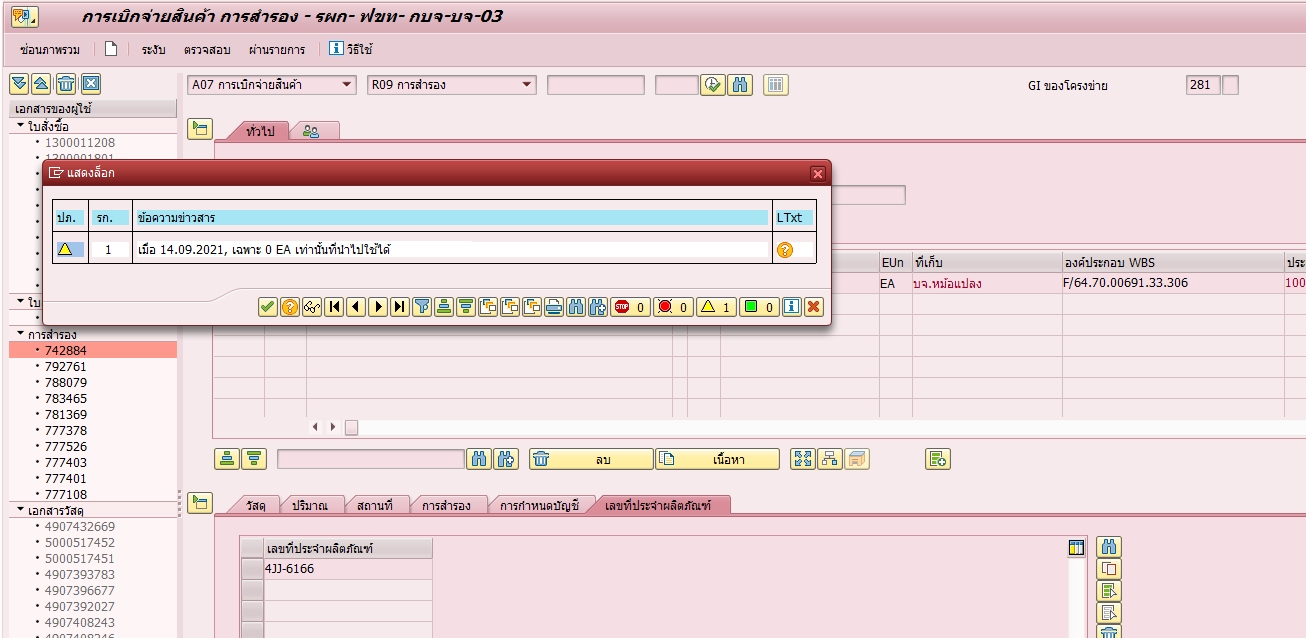 การเบิกจ่ายสินค้า การสำรอง - รผก- ฟขท- กบจ-บจ-03
ซ่อนภาพรวม ระงับ ตรวจสอบ ผ่านรายการ วิธีใช้
A07 การเบิกจ่ายสินค้า R09 การสำรอง GI ของโครงข่าย 281
เอกสารของผู้ใช้
ใบสั่งซื้อ
1300011208
1300001801
ทั่วไป
แสดงล็อก
ปภ. รก. ข้อความข่าวสาร LTxt
1 เมื่อ 14.09.2021, เฉพาะ 0 EA เท่านั้นที่นำไปใช้ได้
EUn ที่เก็บ องค์ประกอบ WBS ประ
EA บจ.หม้อแปลง F/64.70.00691.33.306 100
STOP 0 0 1 0
ใบ
การสำรอง
742884
792761
788079
783465
781369
777378
777526
777403
777401
777108
ลบ เนื้อหา
วัสดุ ปริมาณ สถานที่ การสำรอง การกำหนดบัญชี เลขที่ประจำผลิตภัณฑ์
เอกสารวัสดุ
4907432669
5000517452
5000517451
4907393783
4907396677
4907392027
4907408243
4907408246
เลขที่ประจำผลิตภัณฑ์
4JJ-6166